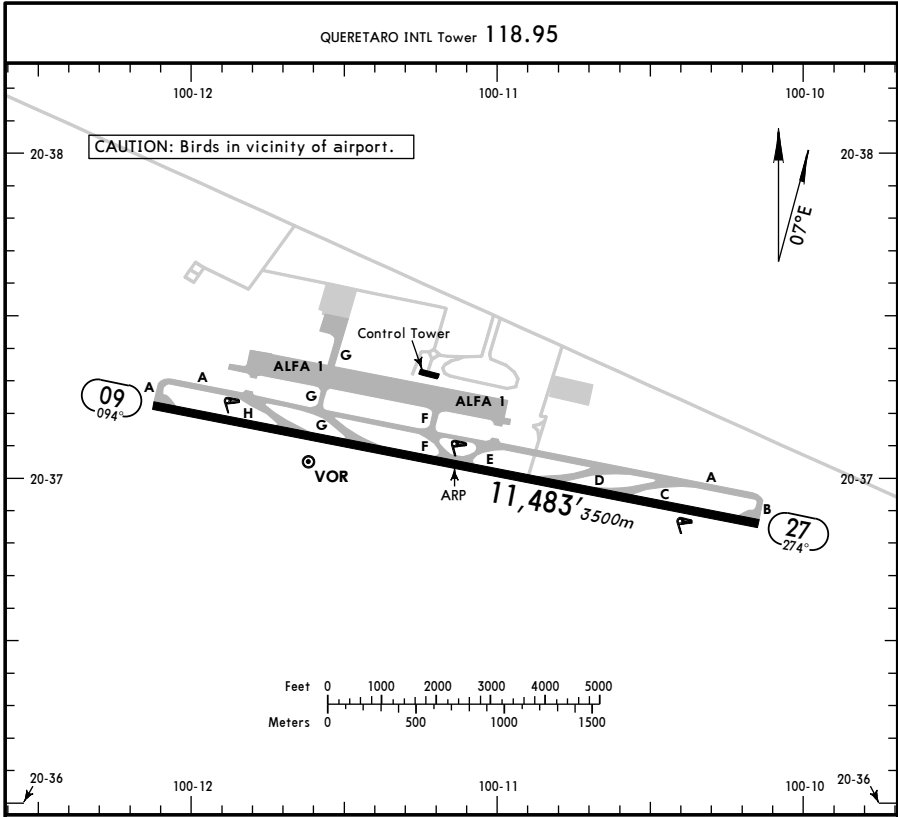 QUERETARO INTL Tower 118.95
100-12 100-11 100-10
CAUTION: Birds in vicinity of airport.
20-38 20-38
07°E
Control Tower
G
ALFA 1
A A
G
ALFA 1
09
094°
H
G
F
F
E
VOR
20-37 20-37
ARP
11,483' 3500m
D
C
A
B
27
274°
Feet 0 1000 2000 3000 4000 5000
Meters 0 500 1000 1500
20-36 100-12 100-11 100-10 20-36